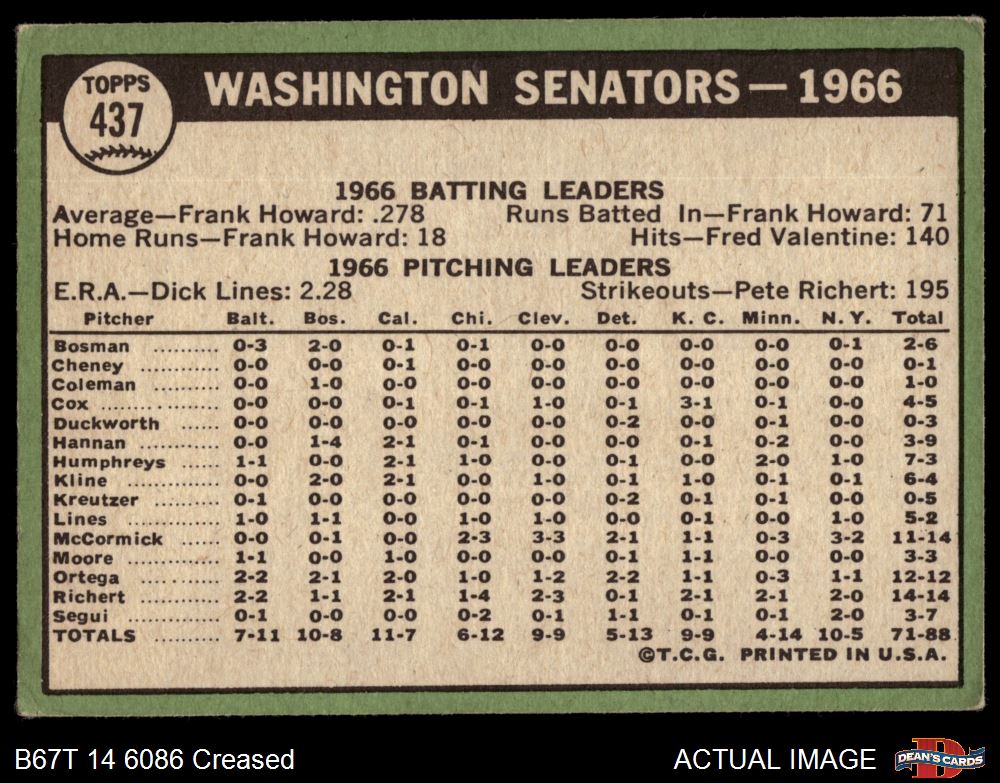 TOPPS
437
WASHINGTON SENATORS — 1966
1966 BATTING LEADERS
Average—Frank Howard: .278 Runs Batted In—Frank Howard: 71
Home Runs—Frank Howard: 18 Hits—Fred Valentine: 140
1966 PITCHING LEADERS
E.R.A.—Dick Lines: 2.28 Strikeouts—Pete Richert: 195
Pitcher Balt. Bos. Cal. Chi. Clev. Det. K. C. Minn. N. Y. Total
Bosman .......... 0-3 2-0 0-1 0-1 0-0 0-0 0-0 0-0 0-1 2-6
Cheney ............ 0-0 0-0 0-1 0-0 0-0 0-0 0-0 0-0 0-0 0-1
Coleman .......... 0-0 1-0 0-0 0-0 0-0 0-0 0-0 0-0 0-0 1-0
Cox .................. 0-0 0-0 0-1 0-1 1-0 0-1 3-1 0-1 0-0 4-5
Duckworth ...... 0-0 0-0 0-0 0-0 0-0 0-2 0-0 0-1 0-0 0-3
Hannan ............ 0-0 1-4 2-1 0-1 0-0 0-0 0-1 0-2 0-0 3-9
Humphreys ...... 1-1 0-0 2-1 1-0 0-0 0-1 0-0 2-0 1-0 7-3
Kline ................ 0-0 2-0 2-1 0-0 1-0 0-1 1-0 0-1 0-1 6-4
Kreutzer .......... 0-1 0-0 0-0 0-0 0-0 0-2 0-1 0-1 0-0 0-5
Lines .............. 1-0 1-1 0-0 1-0 1-0 0-0 0-1 0-0 1-0 5-2
McCormick ...... 0-0 0-1 0-0 2-3 3-3 2-1 1-1 0-3 3-2 11-14
Moore .............. 1-1 0-0 1-0 0-0 0-0 0-1 1-1 0-0 0-0 3-3
Ortega ............ 2-2 2-1 2-0 1-0 1-2 2-2 1-1 0-3 1-1 12-12
Richert ............ 2-2 1-1 2-1 1-4 2-3 0-1 2-1 2-1 2-0 14-14
Segui .............. 0-1 0-0 0-0 0-2 0-1 1-1 0-1 0-1 2-0 3-7
TOTALS .......... 7-11 10-8 11-7 6-12 9-9 5-13 9-9 4-14 10-5 71-88
©T.C.G. PRINTED IN U.S.A.
B67T 14 6086 Creased ACTUAL IMAGE
D
DEAN'S CARDS